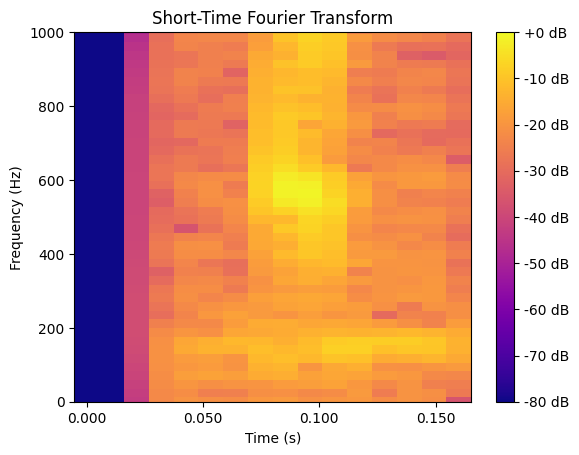 Short-Time Fourier Transform
1000
800
600
400
200
0
Frequency (Hz)
0.000
0.050
0.100
0.150
Time (s)
+0 dB
-10 dB
-20 dB
-30 dB
-40 dB
-50 dB
-60 dB
-70 dB
-80 dB